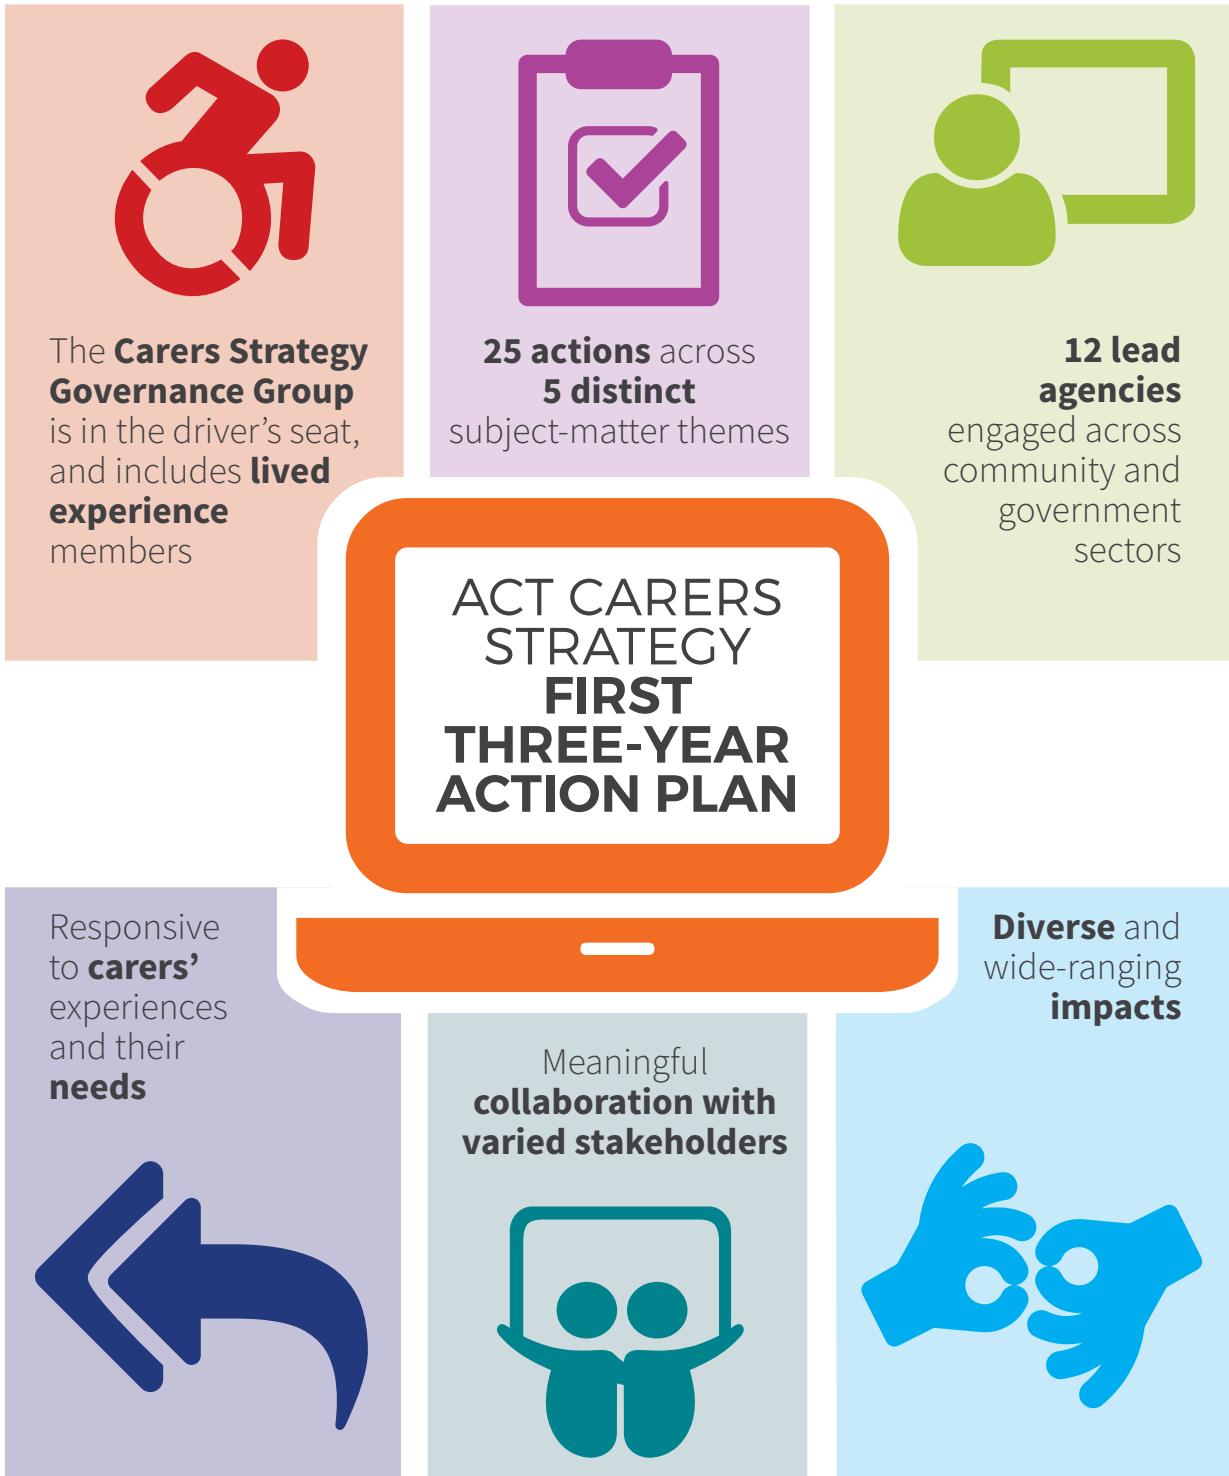 The Carers Strategy
Governance Group
is in the driver’s seat,
and includes lived
experience
members
25 actions across
5 distinct
subject-matter themes
12 lead
agencies
engaged across
community and
government
sectors
ACT CARERS
STRATEGY
FIRST
THREE-YEAR
ACTION PLAN
Responsive
to carers’
experiences
and their
needs
Meaningful
collaboration with
varied stakeholders
Diverse and
wide-ranging
impacts